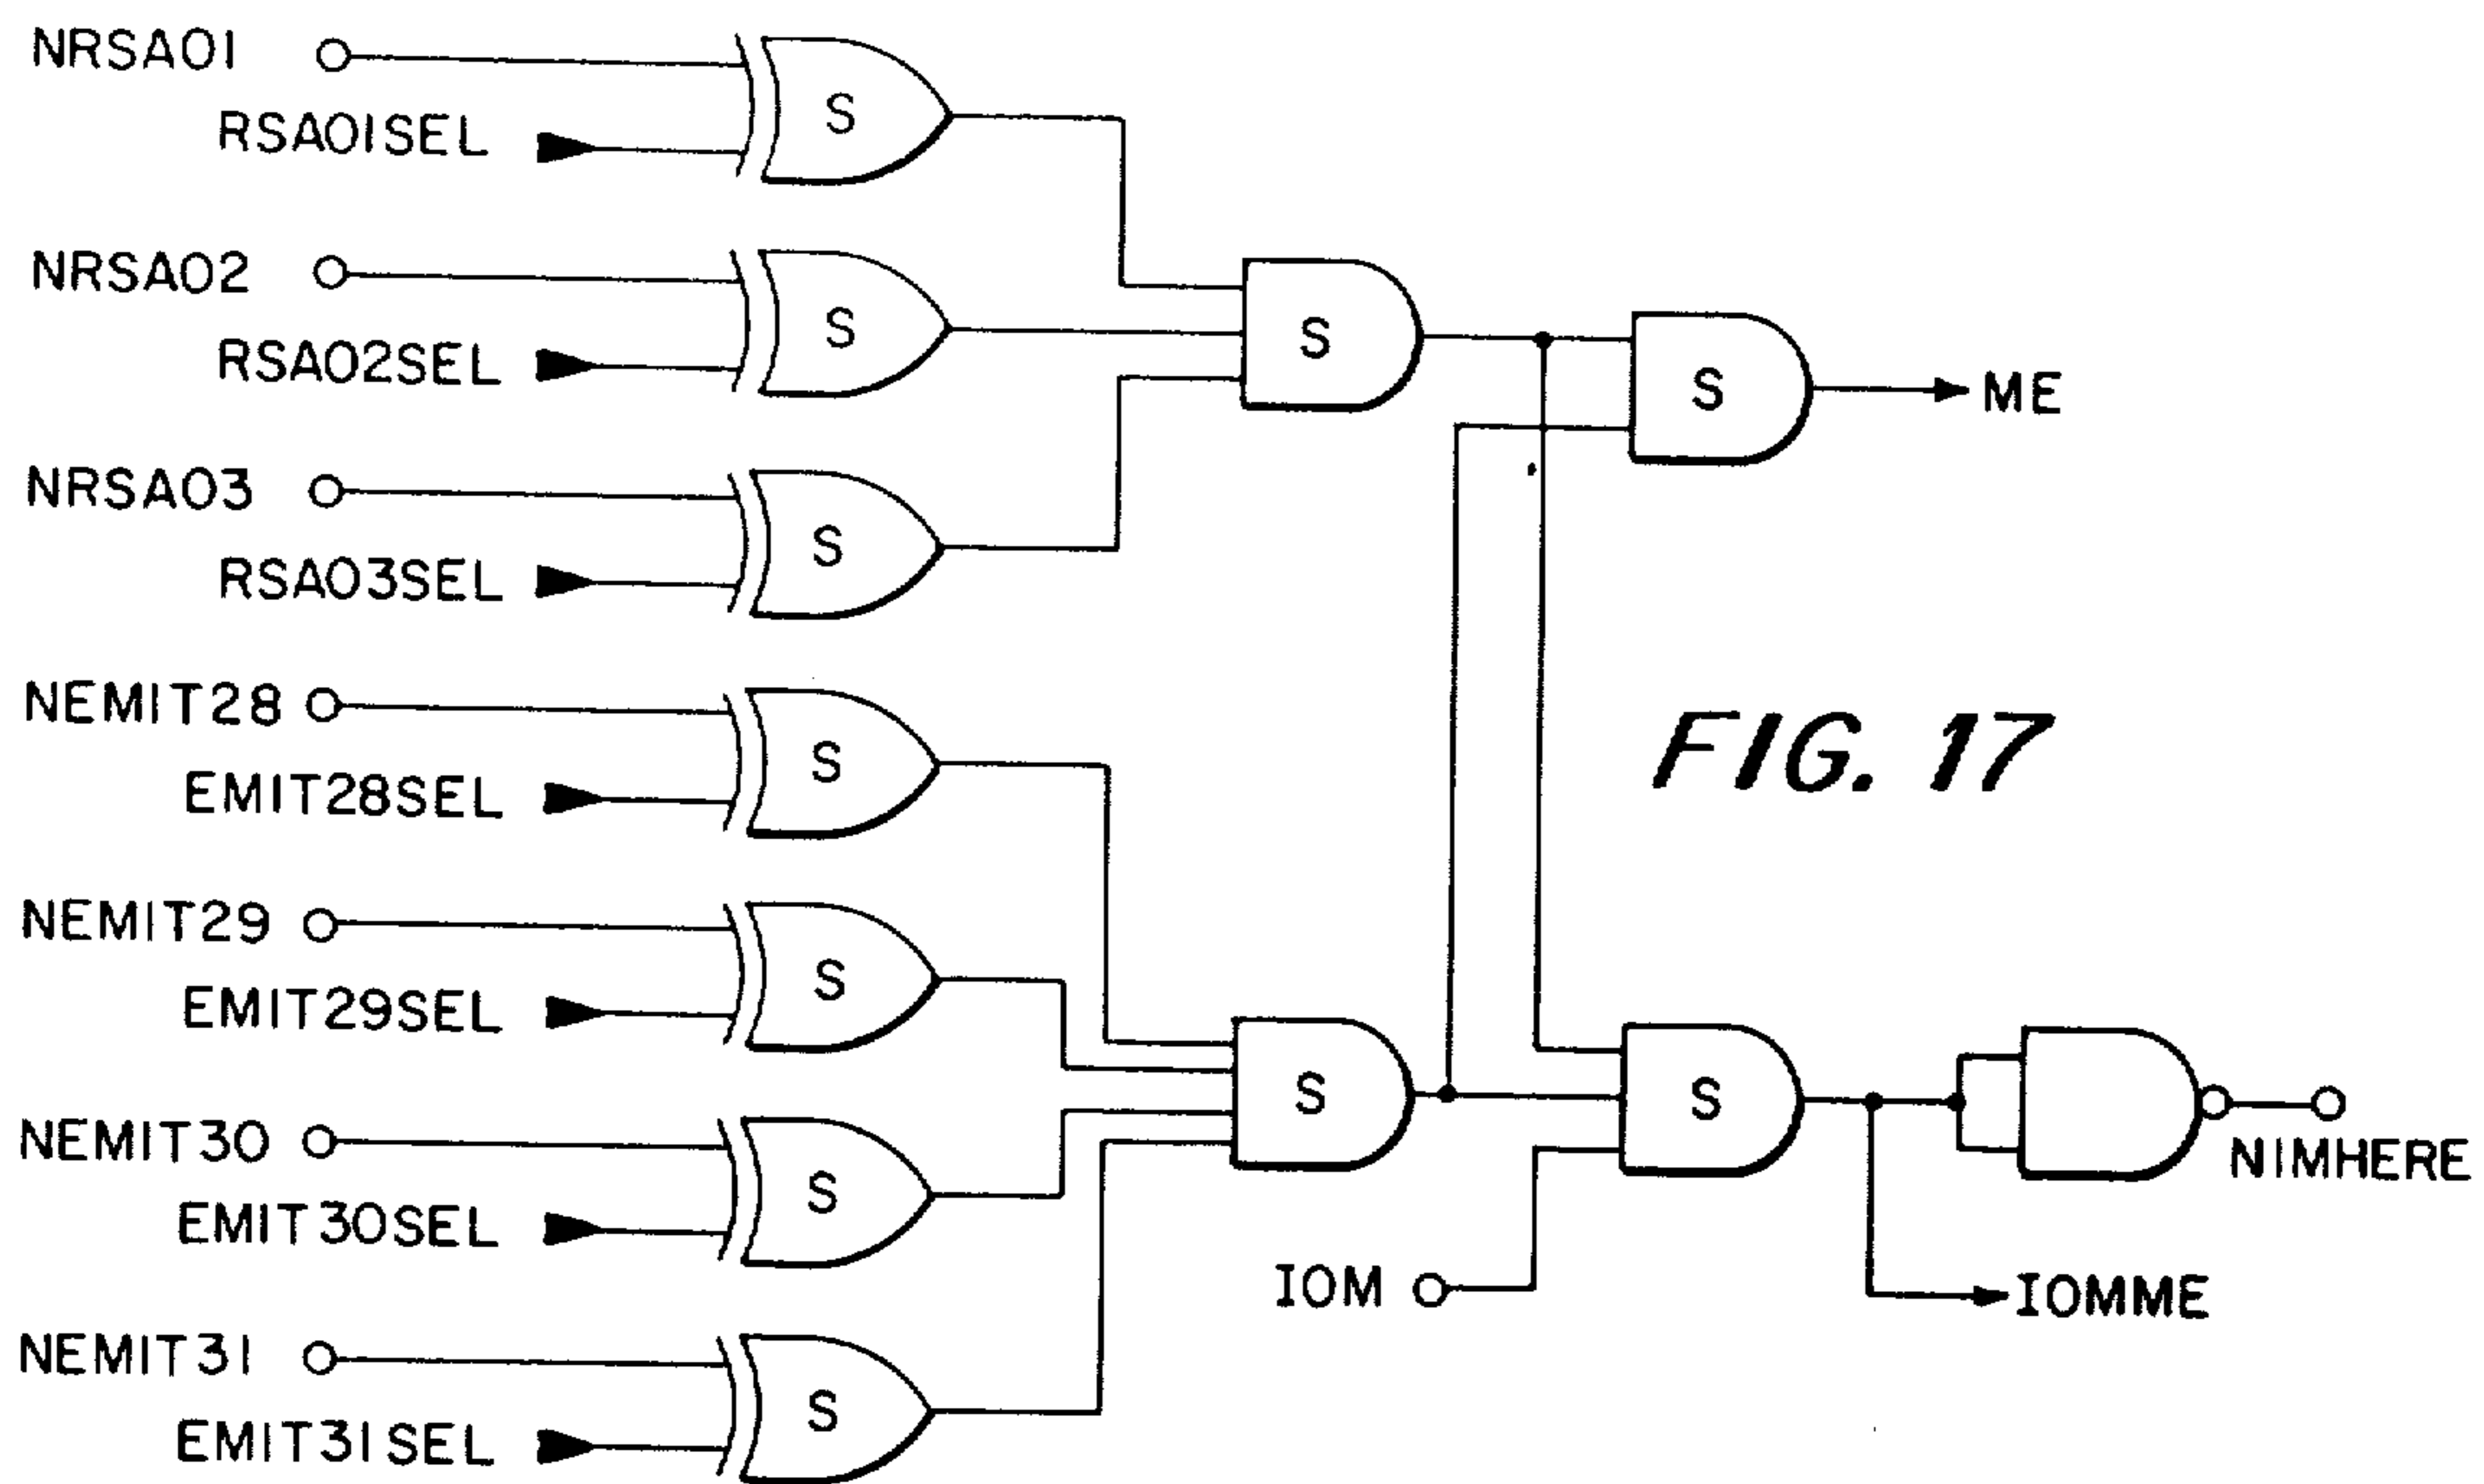 NRSA01
RSA01SEL
S
NRSA02
RSA02SEL
S
S
S
ME
NRSA03
RSA03SEL
S
NEMIT28
EMIT28SEL
S
FIG. 17
NEMIT29
EMIT29SEL
S
S
S
NIMHERE
NEMIT30
EMIT30SEL
S
IOM
IOMME
NEMIT31
EMIT31SEL
S